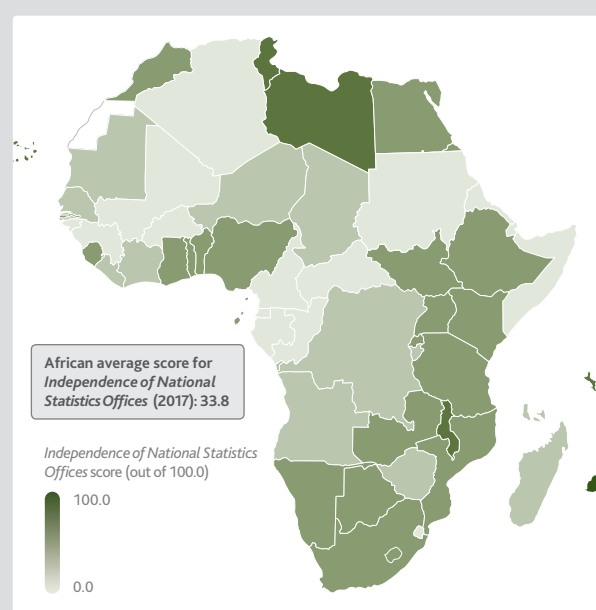 African average score for
Independence of National
Statistics Offices (2017): 33.8
Independence of National Statistics
Offices score (out of 100.0)
100.0
0.0